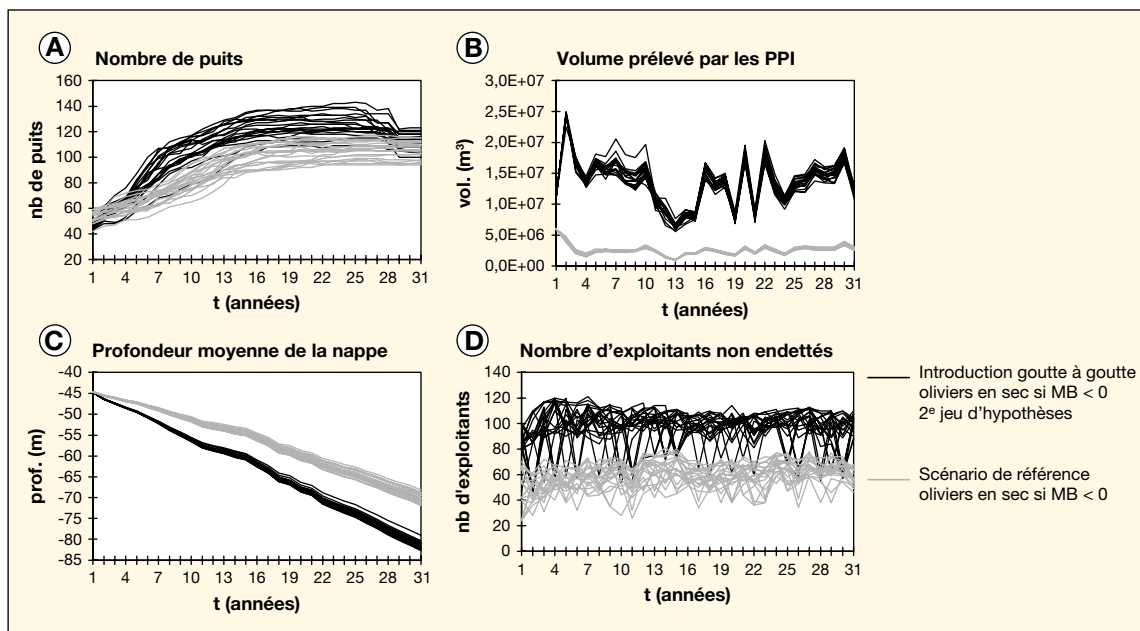 A
Nombre de puits
nb de puits
160
140
120
100
80
60
40
20
1 4 7 10 13 16 19 22 25 28 31
t (années)
B
Volume prélevé par les PPI
vol. (m³)
3,0E+07
2,5E+07
2,0E+07
1,5E+07
1,0E+07
5,0E+06
0,0E+00
1 4 7 10 13 16 19 22 25 28 31
t (années)
C
Profondeur moyenne de la nappe
prof. (m)
-40
-45
-50
-55
-60
-65
-70
-75
-80
-85
1 4 7 10 13 16 19 22 25 28 31
t (années)
D
Nombre d'exploitants non endettés
nb d'exploitants
140
120
100
80
60
40
20
0
1 4 7 10 13 16 19 22 25 28 31
t (années)
Introduction goutte à goutte
oliviers en sec si MB < 0
2e jeu d'hypothèses
Scénario de référence
oliviers en sec si MB < 0